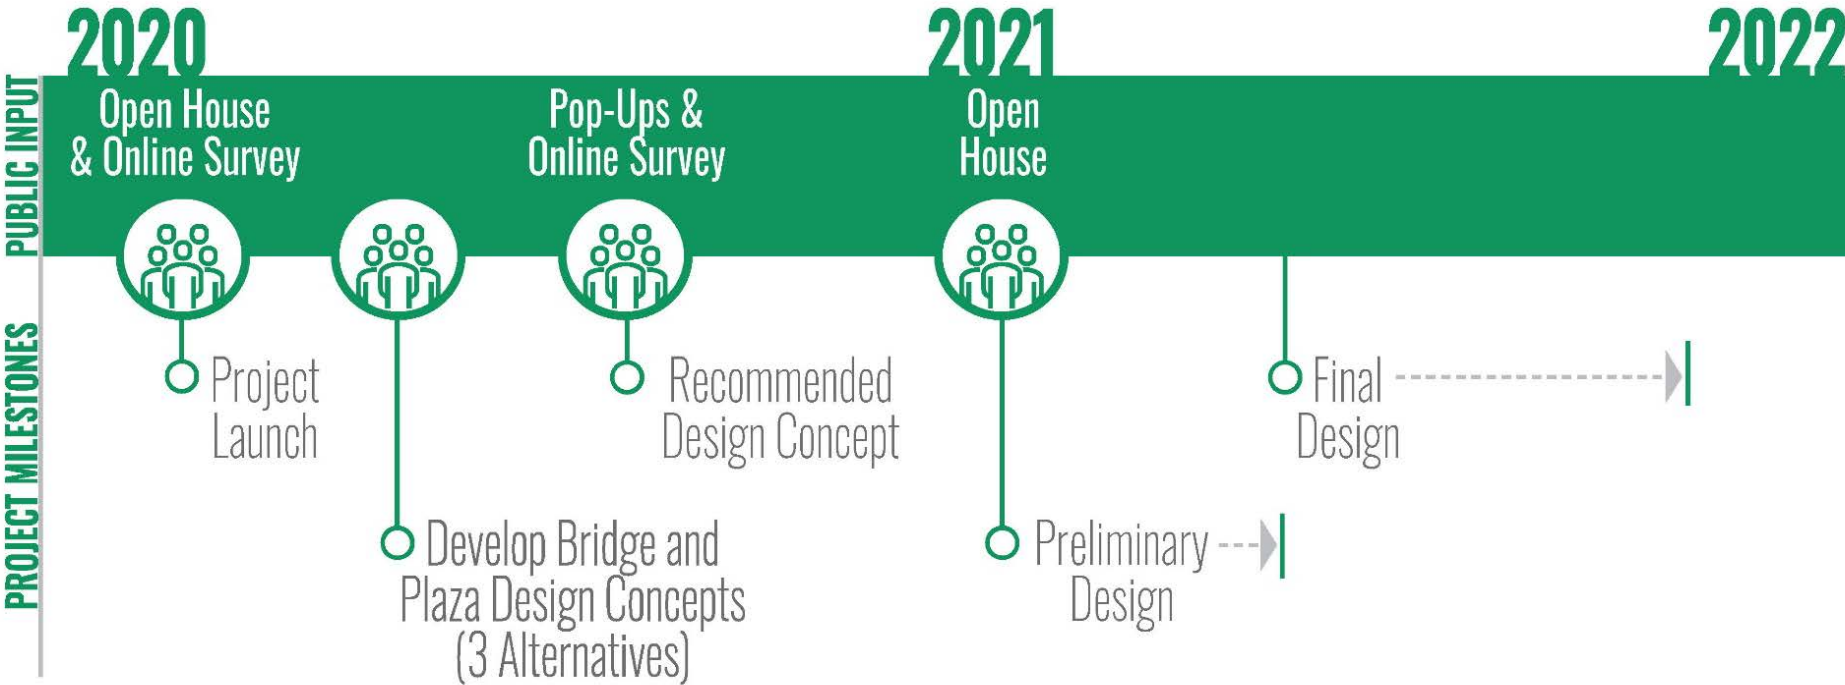 2020
2021
2022
PUBLIC INPUT
Open House
& Online Survey
Pop-Ups &
Online Survey
Open
House
PROJECT MILESTONES
Project
Launch
Recommended
Design Concept
Final
Design
Develop Bridge and
Plaza Design Concepts
(3 Alternatives)
Preliminary
Design